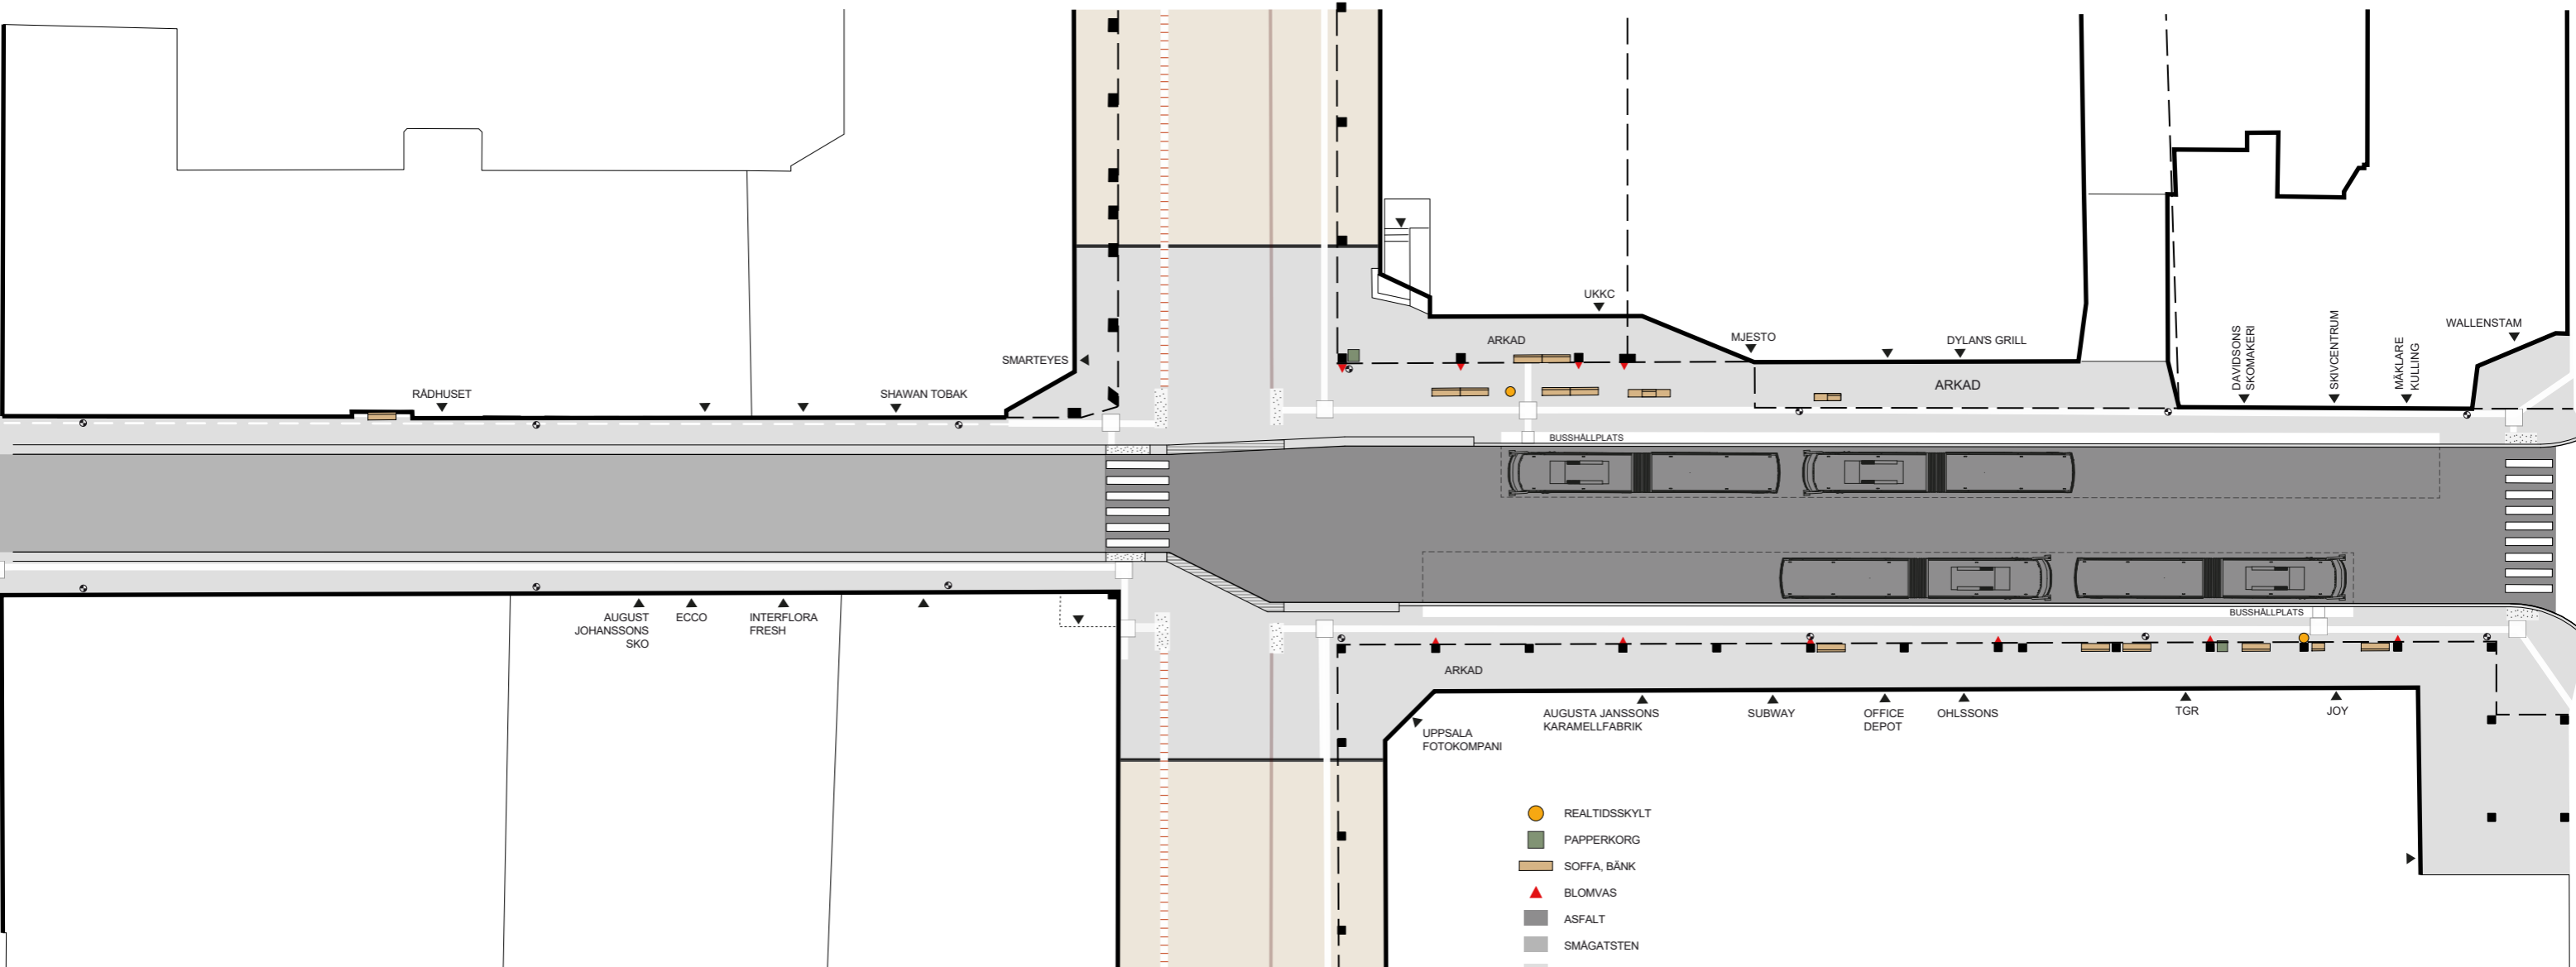 UKKC
SMARTEYES
ARKAD
MJESTO
DYLAN'S GRILL
DAVIDSONS
SKOMAKERI
SKIVCENTRUM
MÄKLARE
KULLING
WALLENSTAM
RÅDHUSET
SHAWAN TOBAK
ARKAD
BUSSHÅLLPLATS
AUGUST
JOHANSSONS
SKO
ECCO
INTERFLORA
FRESH
BUSSHÅLLPLATS
ARKAD
UPPSALA
FOTOKOMPANI
AUGUSTA JANSSONS
KARAMELLFABRIK
SUBWAY
OFFICE
DEPOT
OHLSSONS
TGR
JOY
REALTIDSSKYLT
PAPPERKORG
SOFFA, BÄNK
BLOMVAS
ASFALT
SMÅGATSTEN